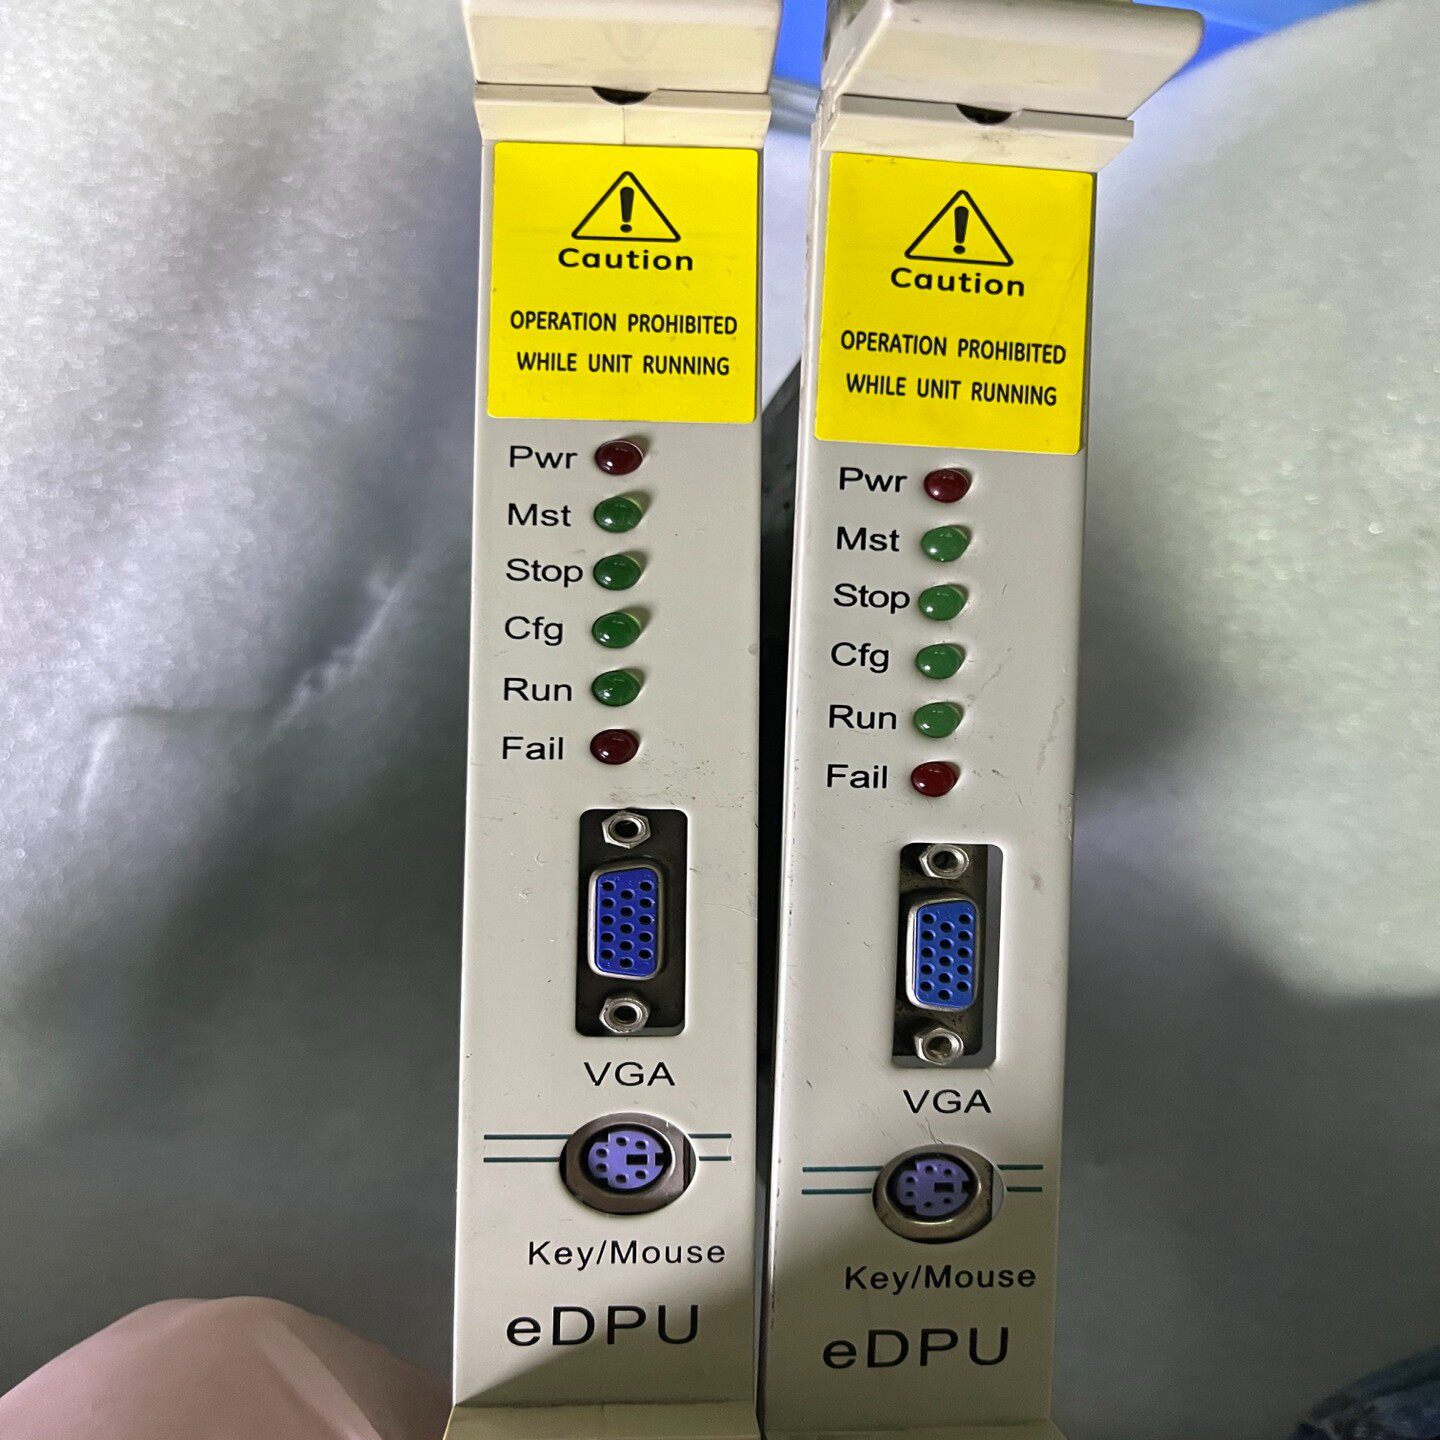 Caution
OPERATION PROHIBITED
WHILE UNIT RUNNING
Pwr
Mst
Stop
Cfg
Run
Fail
VGA
Key/Mouse
eDPU
Caution
OPERATION PROHIBITED
WHILE UNIT RUNNING
Pwr
Mst
Stop
Cfg
Run
Fail
VGA
Key/Mouse
eDPU